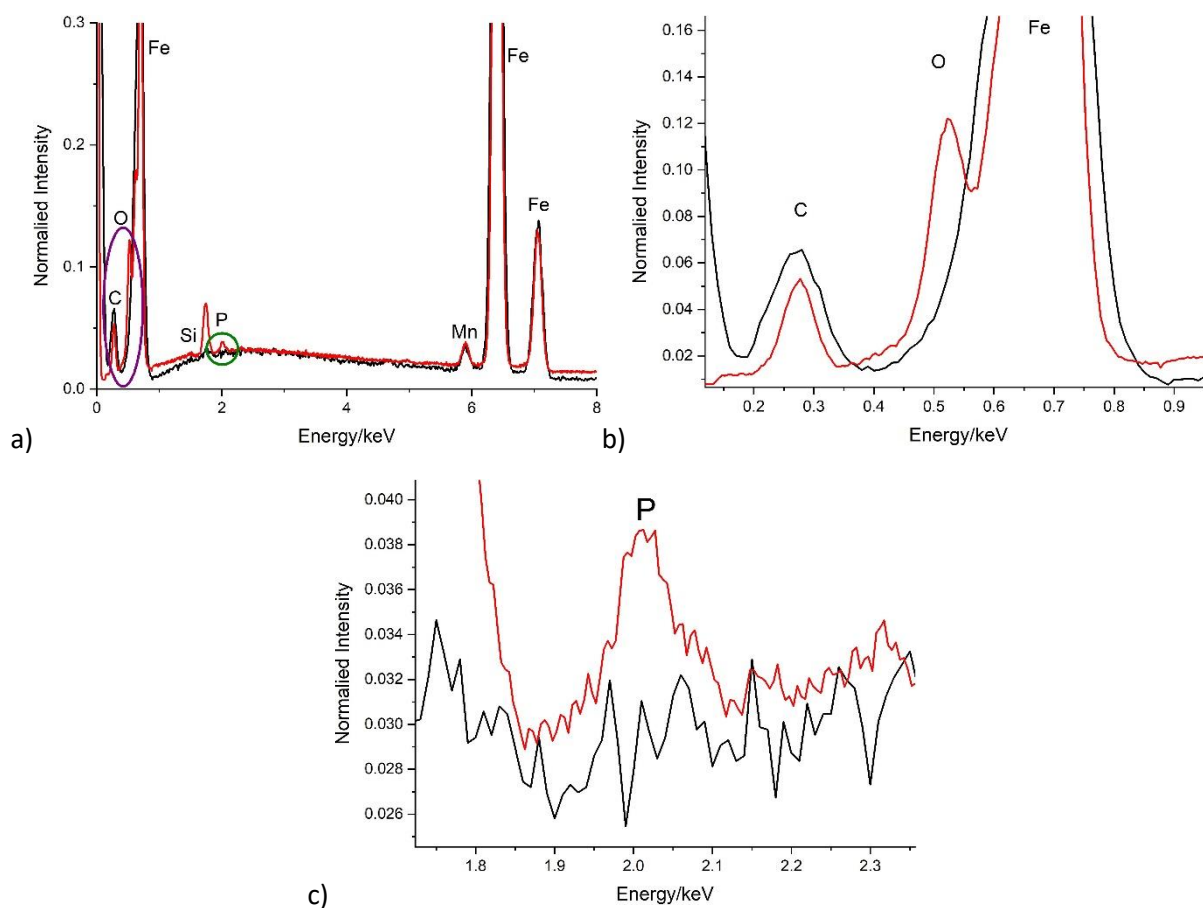 0.3
0.2
0.1
0.0
Normalied Intensity
Fe
O
C
Si
P
Mn
Fe
Fe
0
2
4
6
8
Energy/keV
a)
0.16
0.14
0.12
0.10
0.08
0.06
0.04
0.02
Normalied Intensity
C
O
Fe
0.2
0.3
0.4
0.5
0.6
0.7
0.8
0.9
Energy/keV
b)
0.040
0.038
0.036
0.034
0.032
0.030
0.028
0.026
Normalied Intensity
P
1.8
1.9
2.0
2.1
2.2
2.3
Energy/keV
c)